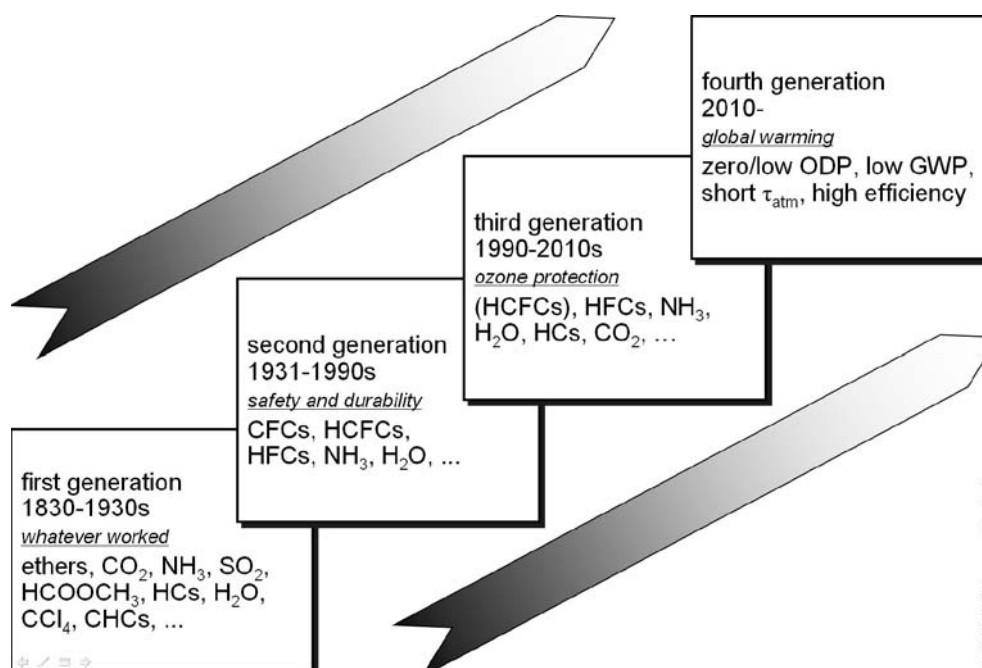 first generation
1830-1930s
whatever worked
ethers, CO₂, NH₃, SO₂,
HCOOCH₃, HCs, H₂O,
CCl₄, CHCs, ...
second generation
1931-1990s
safety and durability
CFCs, HCFCs,
HFCs, NH₃, H₂O, ...
third generation
1990-2010s
ozone protection
(HCFCs), HFCs, NH₃,
H₂O, HCs, CO₂, ...
fourth generation
2010-
global warming
zero/low ODP, low GWP,
short τatm, high efficiency